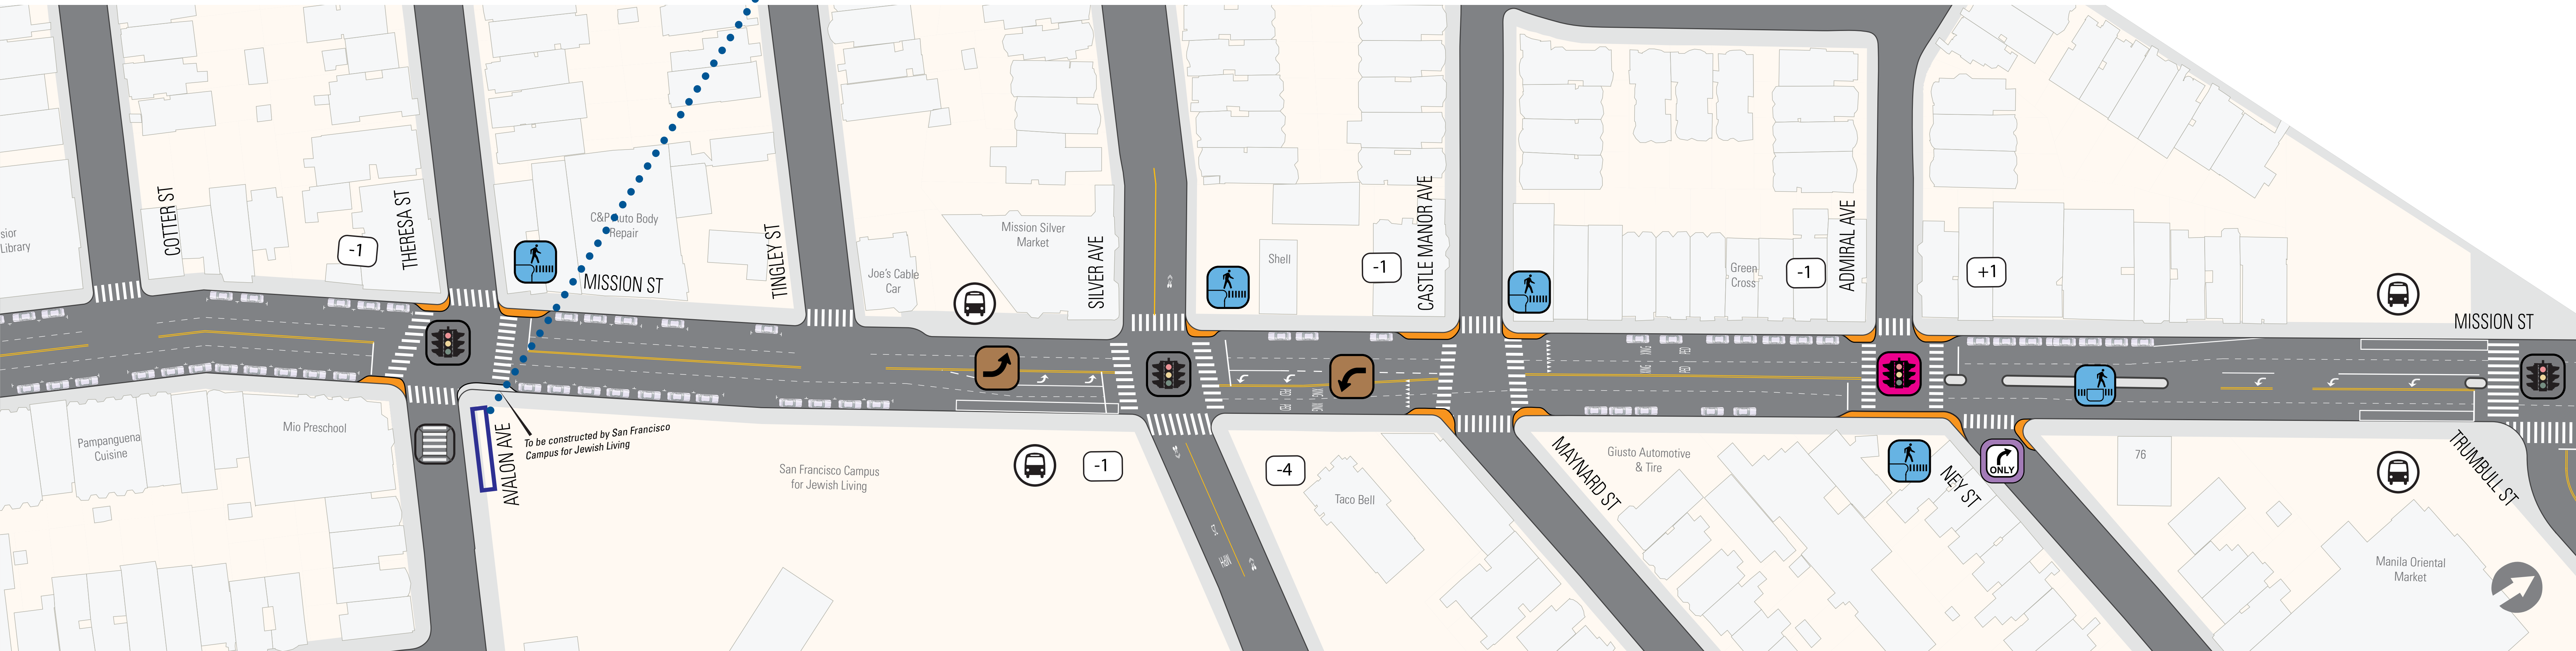 sior
Library
COTTER ST
-1
THERESA ST
C&P Auto Body
Repair
MISSION ST
TINGLEY ST
Joe's Cable
Car
Mission Silver
Market
SILVER AVE
Shell
-1
CASTLE MANOR AVE
Green
Cross
-1
ADMIRAL AVE
+1
MISSION ST
Pampanguena
Cuisine
Mio Preschool
AVALON AVE
To be constructed by San Francisco
Campus for Jewish Living
San Francisco Campus
for Jewish Living
-1
-4
Taco Bell
MAYNARD ST
Giusto Automotive
& Tire
NEY ST
ONLY
76
TRUMBULL ST
Manila Oriental
Market